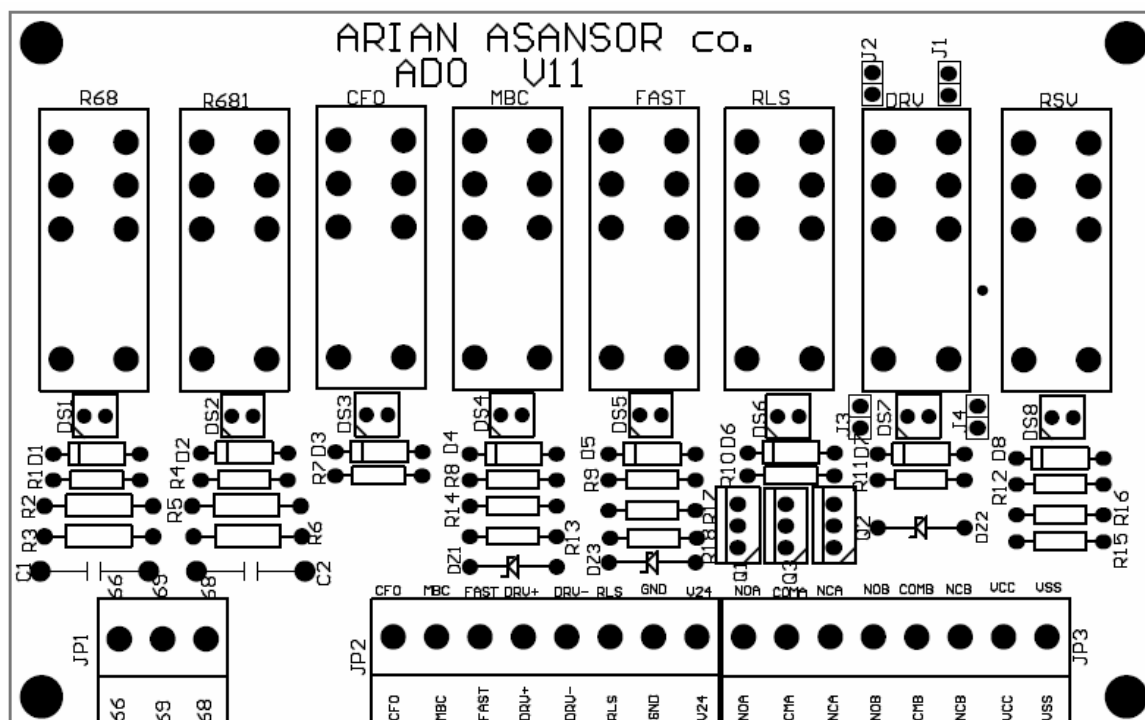 ARIAN ASANSOR co.
ADO V11
J2 J1
R68 R681 CFO MBC FAST RLS DRV RSV
DS1 DS2 DS3 DS4 DS5 DS6 J3 DS7 J4 DS8
D1 D2 D3 D4 D5 D6 D7 D8
R1 R4 R7 R8 R9 R10 R11 R12
R2 R5 R14 R17 R16
R3 R6 R13 R18 Q2 DZ2 R15
C1 C2 DZ1 DZ3 Q1 Q3
66 69 68 CFO MBC FAST DRV+ DRV- RLS GND V24 NOA COMA NCA NOB COMB NCB VCC VSS
JP1 JP2 JP3
66 69 68 CFO MBC FAST DRV+ DRV- RLS GND V24 NOA CMA NCA NOB CMB NCB VCC VSS